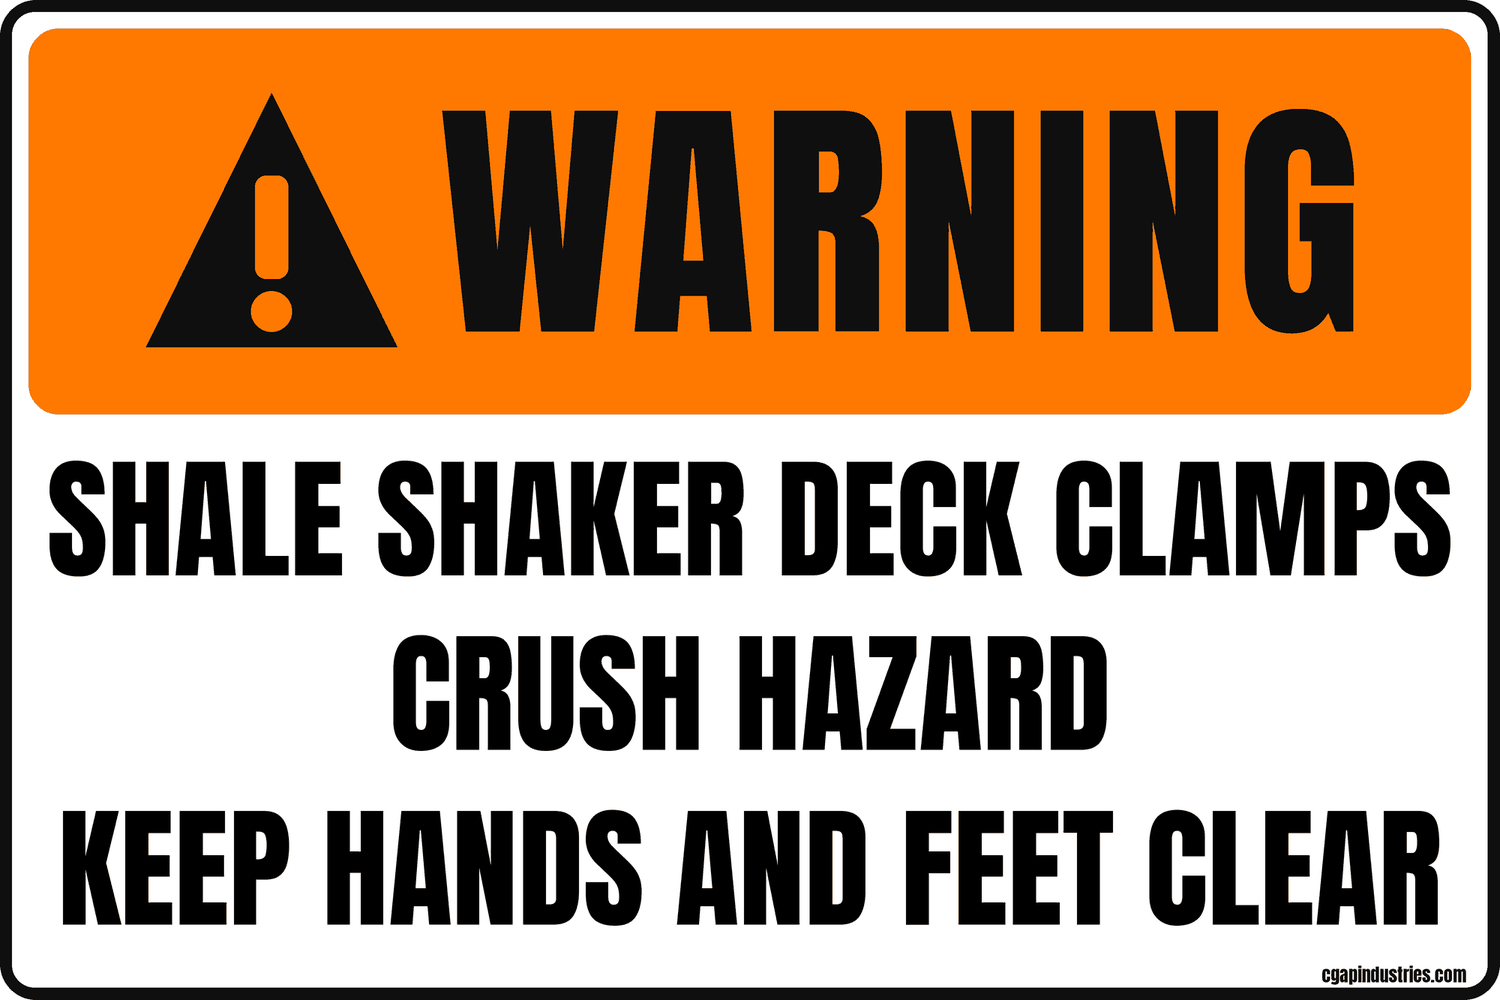 WARNING
SHALE SHAKER DECK CLAMPS
CRUSH HAZARD
KEEP HANDS AND FEET CLEAR
cgapindustries.com